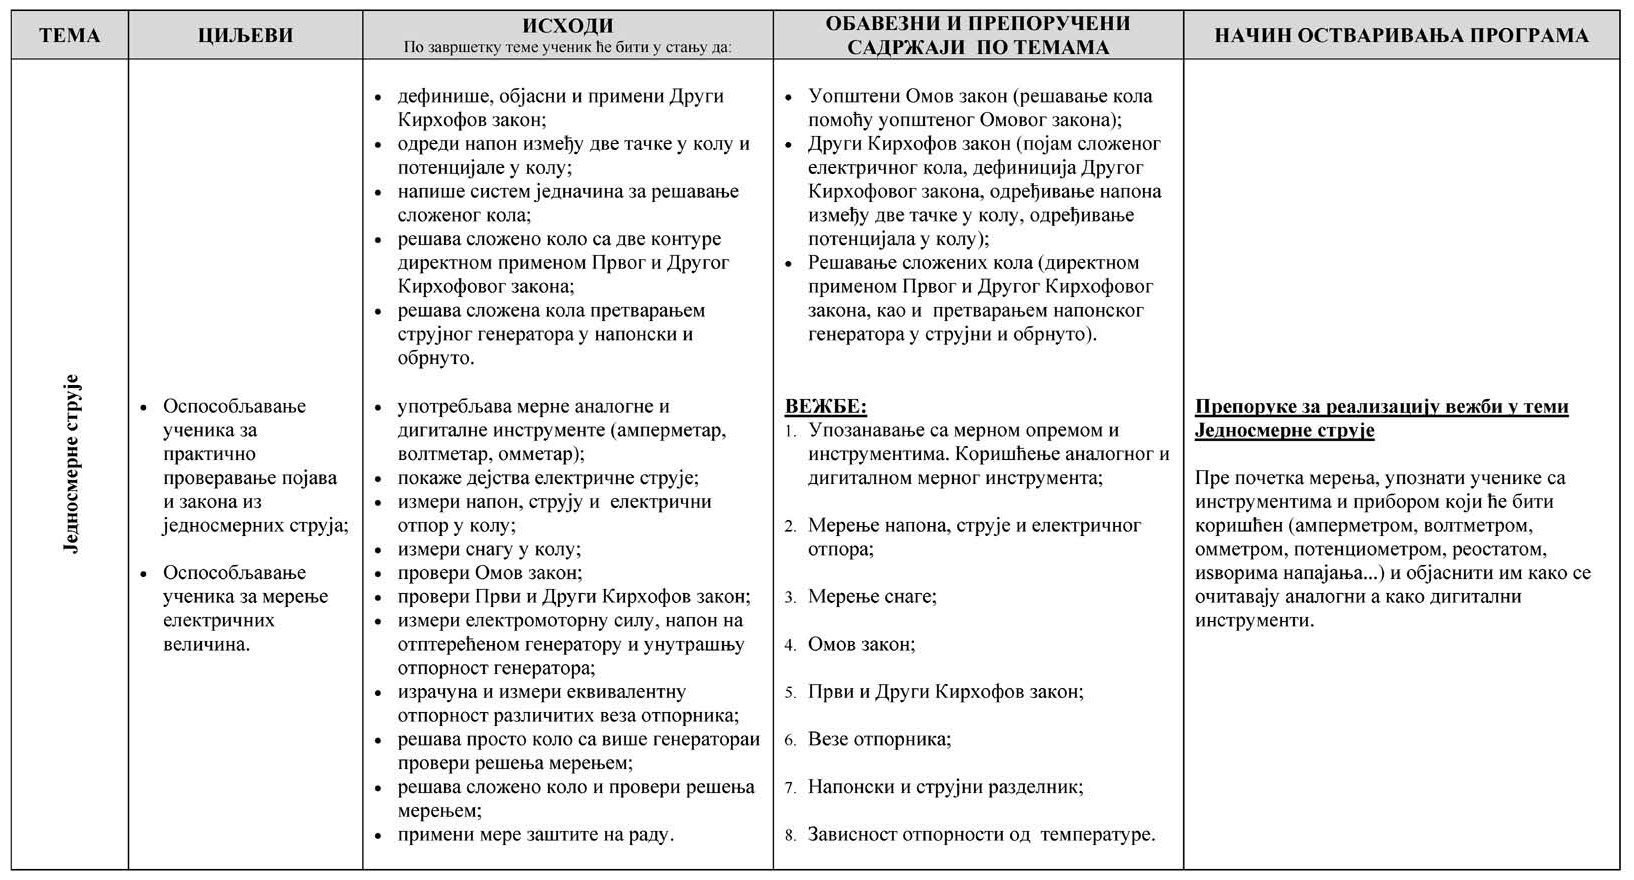 ТЕМА
ЦИЉЕВИ
ИСХОДИ
По завршетку теме ученик ће бити у стању да:
ОБАВЕЗНИ И ПРЕПОРУЧЕНИ
САДРЖАЈИ ПО ТЕМАМА
НАЧИН ОСТВАРИВАЊА ПРОГРАМА
Једносмерне струје
• Оспособљавање
ученика за
практично
проверавање појава
и закона из
једносмерних струја;
• Оспособљавање
ученика за мерење
електричних
величина.
• дефинише, објасни и примени Други
Кирхофов закон;
• одреди напон између две тачке у колу и
потенцијале у колу;
• напише систем једначина за решавање
сложеног кола;
• решава сложено коло са две контуре
директном применом Првог и Другог
Кирхофовог закона;
• решава сложена кола претварањем
струјног генератора у напонски и
обрнуто.
• употребљава мерне аналогне и
дигиталне инструменте (амперметар,
волтметар, омметар);
• покаже дејства електричне струје;
• измери напон, струју и електрични
отпор у колу;
• измери снагу у колу;
• провери Омов закон;
• провери Први и Други Кирхофов закон;
• измери електромоторну силу, напон на
отптерећеном генератору и унутрашњу
отпорност генератора;
• израчуна и измери еквивалентну
отпорност различитих веза отпорника;
• решава просто коло са више генератораи
провери решења мерењем;
• решава сложено коло и провери решења
мерењем;
• примени мере заштите на раду.
• Уопштени Омов закон (решавање кола
помоћу уопштеног Омовог закона);
• Други Кирхофов закон (појам сложеног
електричног кола, дефиниција Другог
Кирхофовог закона, одређивање напона
између две тачке у колу, одређивање
потенцијала у колу);
• Решавање сложених кола (директном
применом Првог и Другог Кирхофовог
закона, као и претварањем напонског
генератора у струјни и обрнуто).
ВЕЖБЕ:
1. Упознавање са мерном опремом и
инструментима. Коришћење аналогног и
дигиталном мерног инструмента;
2. Мерење напона, струје и електричног
отпора;
3. Мерење снаге;
4. Омов закон;
5. Први и Други Кирхофов закон;
6. Везе отпорника;
7. Напонски и струјни разделник;
8. Зависност отпорности од температуре.
Препоруке за реализацију вежби у теми
Једносмерне струје
Пре почетка мерења, упознати ученике са
инструментима и прибором који ће бити
коришћен (амперметром, волтметром,
омметром, потенциометром, реостатом,
иѕворима напајања...) и објаснити им како се
очитавају аналогни а како дигитални
инструменти.